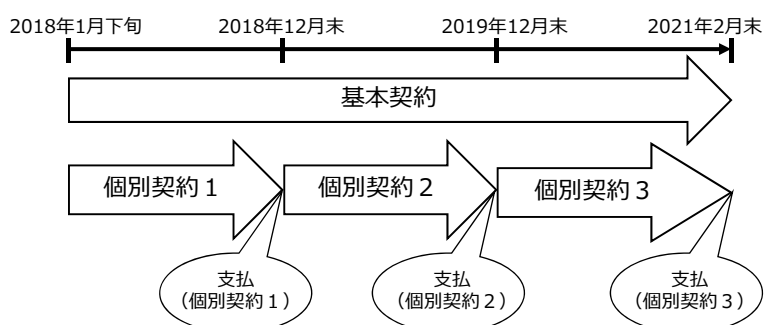 2018年1月下旬 2018年12月末 2019年12月末 2021年2月末
基本契約
個別契約1 個別契約2 個別契約3
支払 支払 支払
（個別契約1） （個別契約2） （個別契約3）